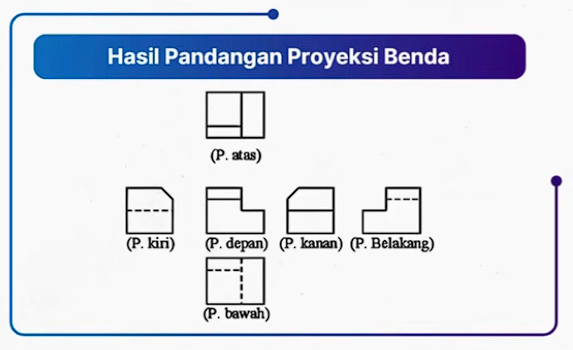 Hasil Pandangan Proyeksi Benda
(P. atas)
(P. kiri) (P. depan) (P. kanan) (P. Belakang)
(P. bawah)